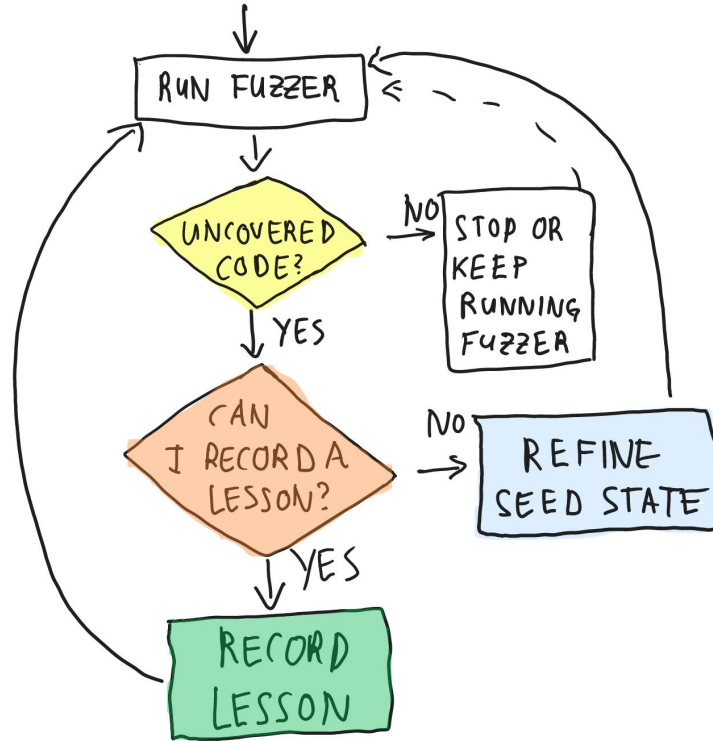 RUN FUZZER
UNCOVERED
CODE?
NO
STOP OR
KEEP
RUNNING
FUZZER
YES
CAN
I RECORD A
LESSON?
NO
REFINE
SEED STATE
YES
RECORD
LESSON